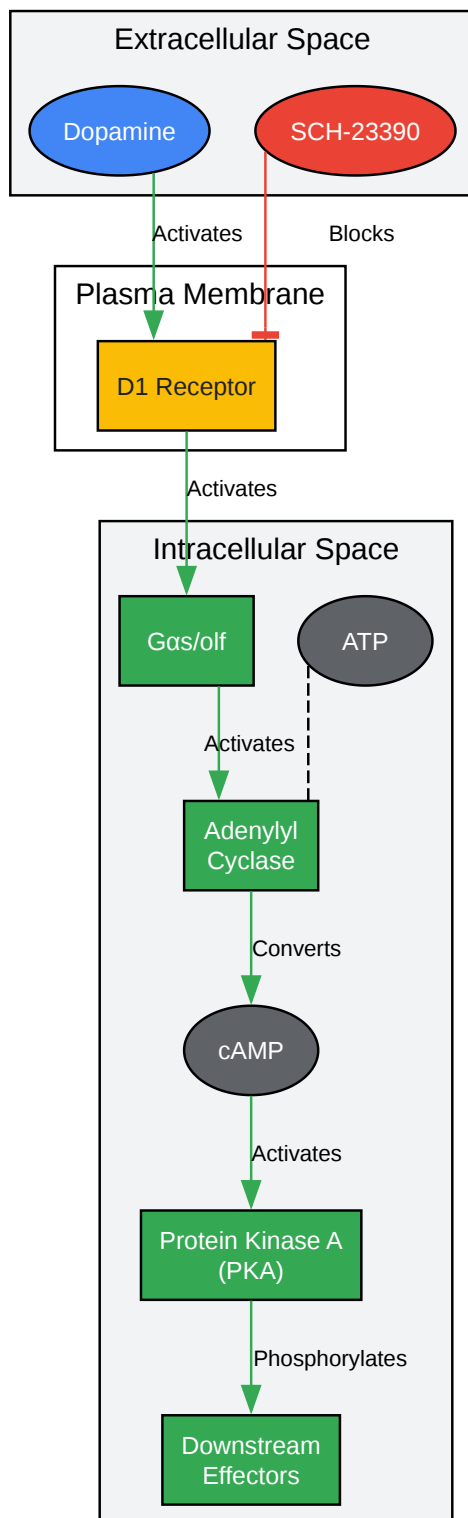 Extracellular Space
Dopamine
SCH-23390
Activates
Blocks
Plasma Membrane
D1 Receptor
Activates
Intracellular Space
Gαs/olf
ATP
Activates
Adenylyl
Cyclase
Converts
cAMP
Activates
Protein Kinase A
(PKA)
Phosphorylates
Downstream
Effectors